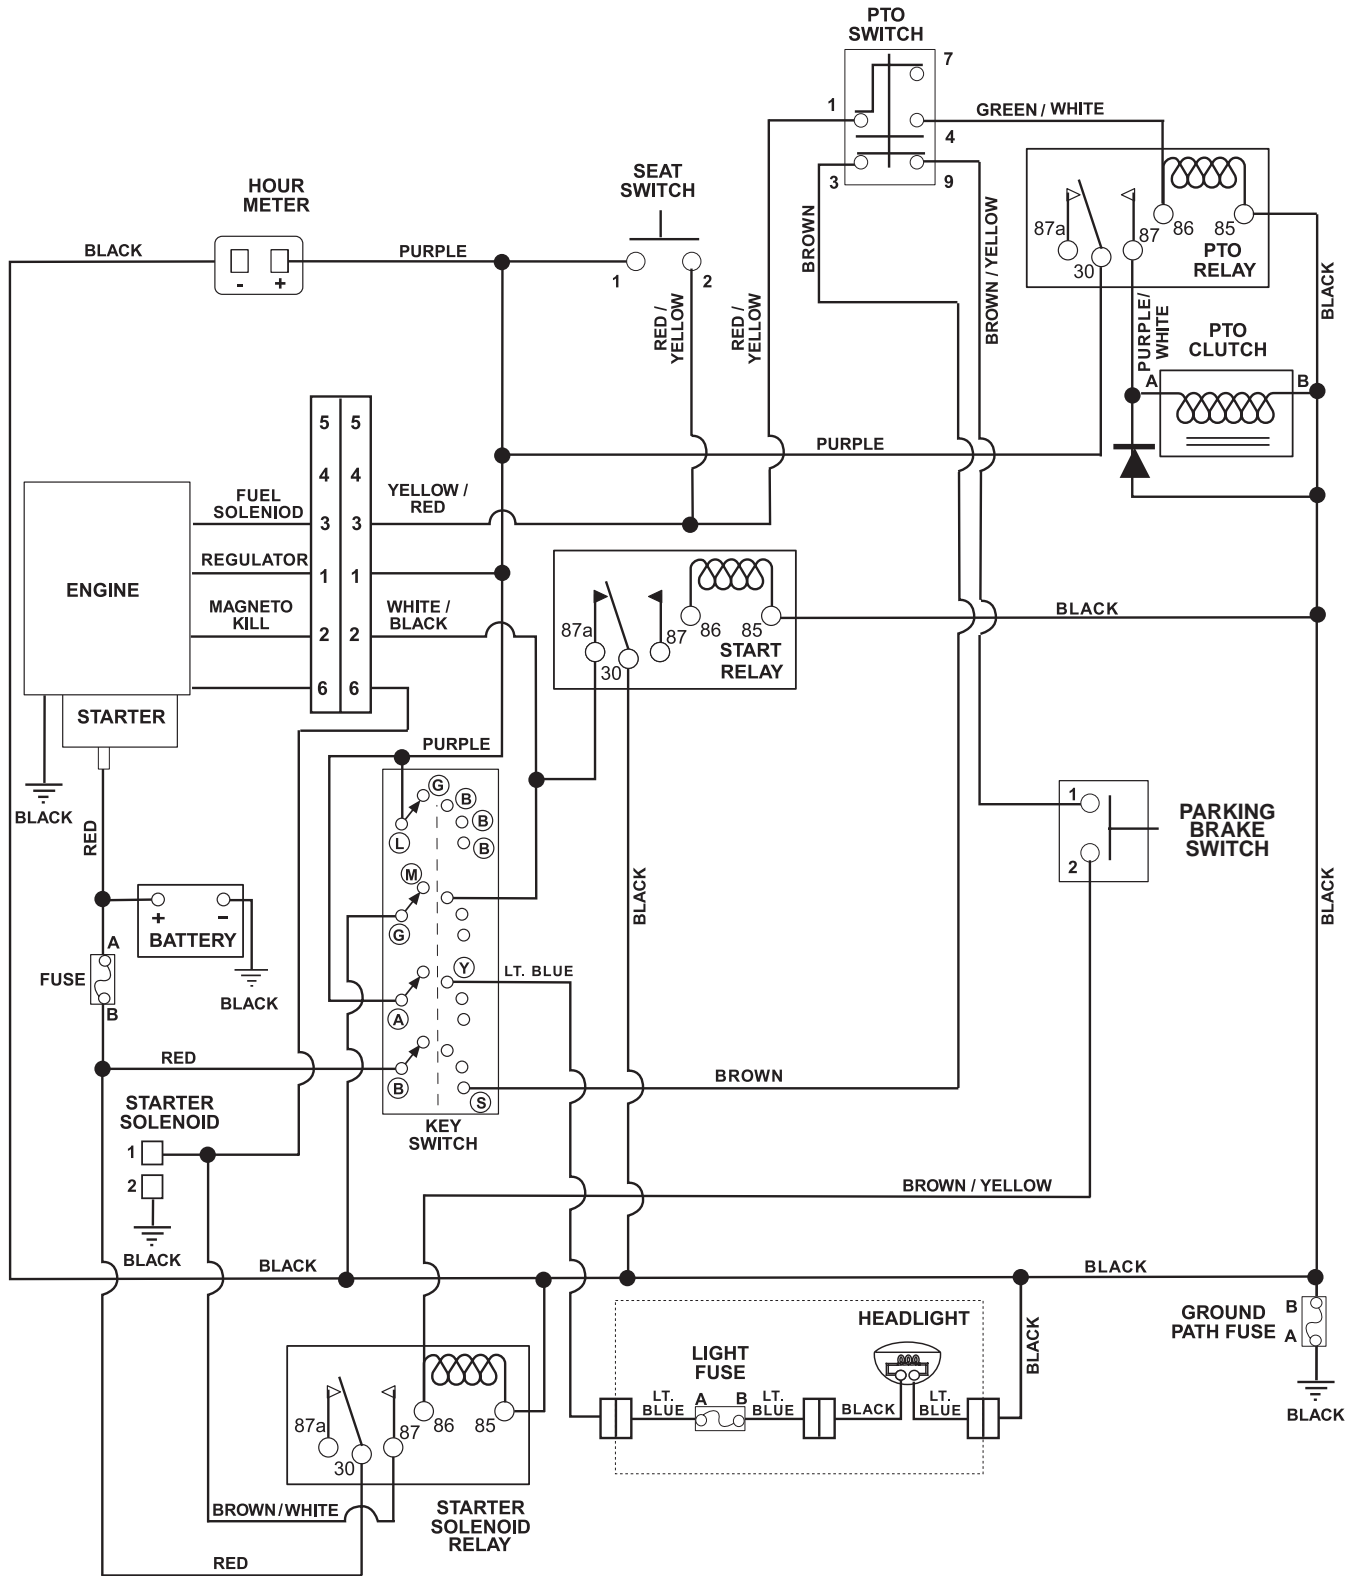 PTO
SWITCH
7
1
GREEN / WHITE
4
3
9
SEAT
SWITCH
HOUR
METER
BLACK
- +
PURPLE
1
2
RED /
YELLOW
RED /
YELLOW
BROWN
BROWN / YELLOW
87a
30
87
86
85
PTO
RELAY
BLACK
PURPLE/
WHITE
PTO
CLUTCH
A
B
PURPLE
5 5
4 4
3 3
1 1
2 2
6 6
FUEL
SOLENIOD
YELLOW /
RED
REGULATOR
ENGINE
MAGNETO
KILL
WHITE /
BLACK
STARTER
BLACK
RED
87a
30
87
86
85
START
RELAY
BLACK
PURPLE
G
B
B
B
L
M
G
Y
A
B
S
KEY
SWITCH
LT. BLUE
BLACK
1
2
PARKING
BRAKE
SWITCH
BLACK
+ -
BATTERY
BLACK
A
FUSE
B
RED
BROWN
STARTER
SOLENOID
1
2
BLACK
BROWN / YELLOW
BLACK
BLACK
GROUND
PATH FUSE
B
A
BLACK
HEADLIGHT
LIGHT
FUSE
LT.
BLUE
A
B
LT.
BLUE
BLACK
LT.
BLUE
BLACK
87a
30
87
86
85
STARTER
SOLENOID
RELAY
BROWN/WHITE
RED